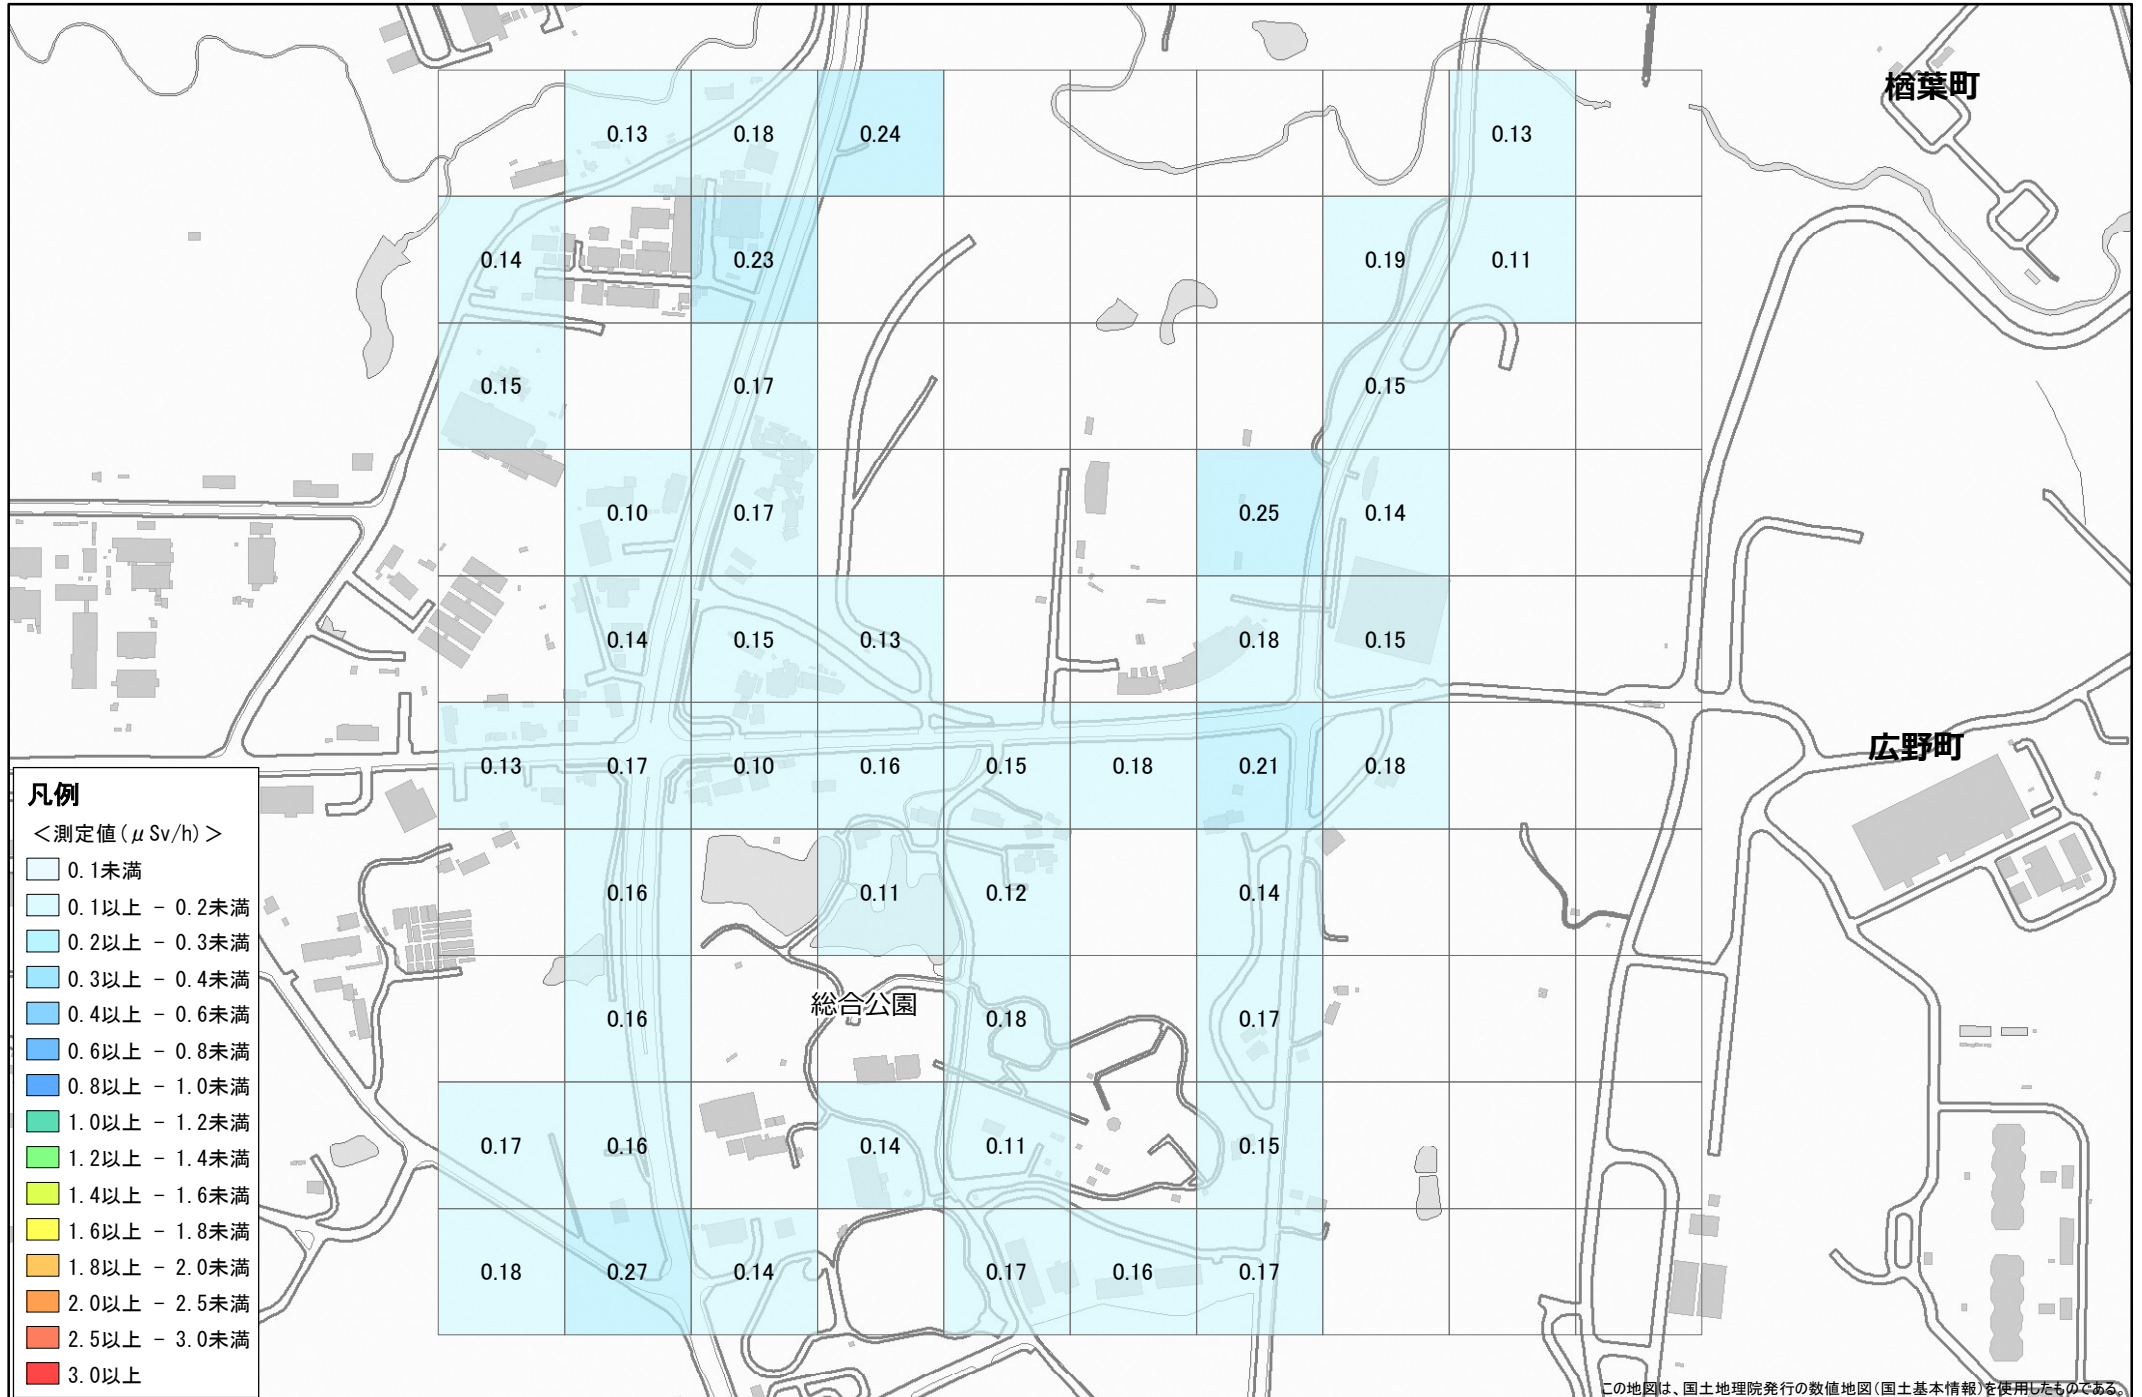 楢葉町
0.13 0.18 0.24 0.13
0.14 0.23 0.19 0.11
0.15 0.17 0.15
0.10 0.17 0.25 0.14
0.14 0.15 0.13 0.18 0.15
広野町
0.13 0.17 0.10 0.16 0.15 0.18 0.21 0.18
0.16 0.11 0.12 0.14
総合公園
0.16 0.18 0.17
0.17 0.16 0.14 0.11 0.15
0.18 0.27 0.14 0.17 0.16 0.17
凡例
＜測定値(μSv/h)＞
0.1未満
0.1以上 － 0.2未満
0.2以上 － 0.3未満
0.3以上 － 0.4未満
0.4以上 － 0.6未満
0.6以上 － 0.8未満
0.8以上 － 1.0未満
1.0以上 － 1.2未満
1.2以上 － 1.4未満
1.4以上 － 1.6未満
1.6以上 － 1.8未満
1.8以上 － 2.0未満
2.0以上 － 2.5未満
2.5以上 － 3.0未満
3.0以上
この地図は、国土地理院発行の数値地図(国土基本情報)を使用したものである。